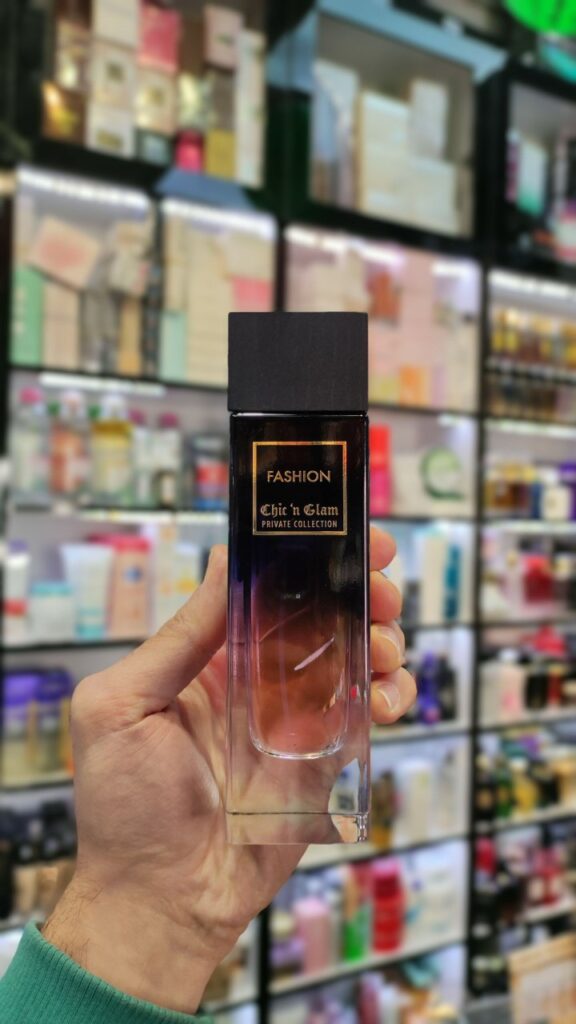 FASHION
Chic 'n Glam
PRIVATE COLLECTION